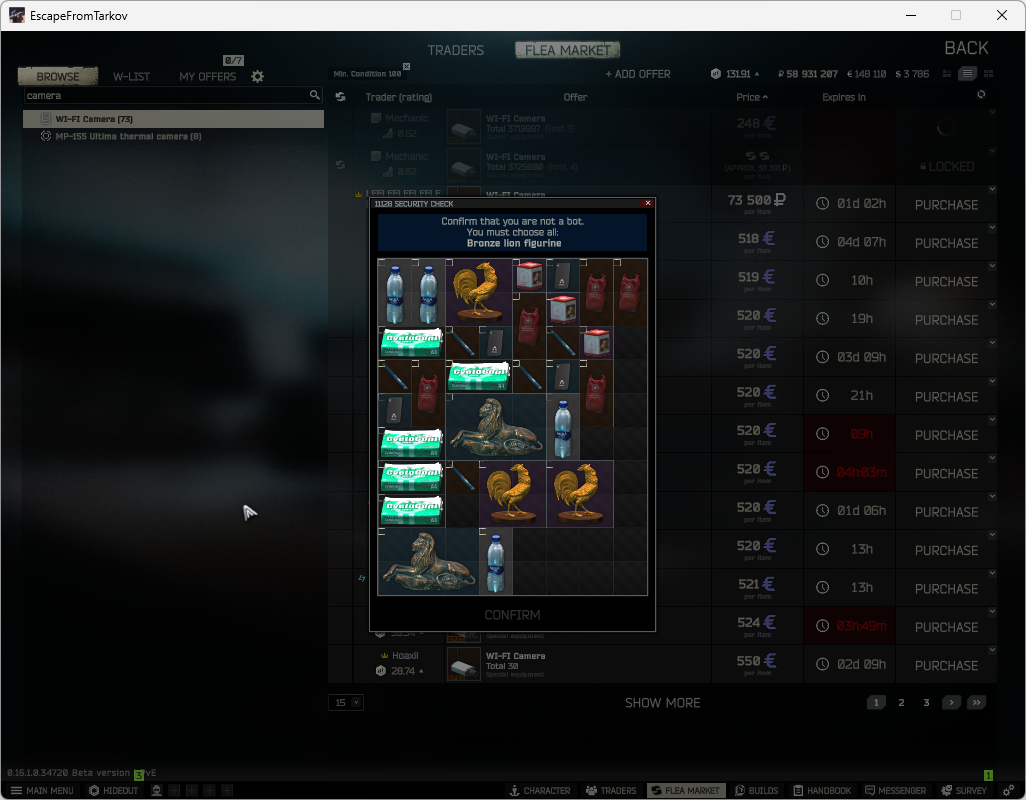 EscapeFromTarkov
TRADERS
FLEA MARKET
BACK
0/7
BROWSE
W-LIST
MY OFFERS
Min. Condition 100
+ ADD OFFER
131.91
₽ 58 931 207
€ 148 110
$ 3 786
camera
Trader (rating)
Offer
Price
Expires in
WI-FI Camera (73)
MP-155 Ultima thermal camera (8)
Mechanic
0.62
WI-FI Camera
Total 3719997 (limit 3)
248 €
Mechanic
0.62
WI-FI Camera
LOCKED
WI-FI Camera
73 500 ₽
per item
01d 02h
PURCHASE
11128 SECURITY CHECK
Confirm that you are not a bot.
You must choose all:
Bronze lion figurine
518 €
per item
04d 07h
PURCHASE
519 €
per item
10h
PURCHASE
520 €
per item
19h
PURCHASE
520 €
per item
03d 09h
PURCHASE
520 €
per item
21h
PURCHASE
520 €
per item
09h
PURCHASE
520 €
per item
04h:03m
PURCHASE
520 €
per item
01d 06h
PURCHASE
520 €
per item
13h
PURCHASE
521 €
per item
13h
PURCHASE
524 €
per item
03h:49m
PURCHASE
CONFIRM
Special equipment
Hoaxii
28.74
WI-FI Camera
Total 30
Special equipment
550 €
per item
02d 09h
PURCHASE
15
SHOW MORE
1
2
3
>
>>
0.16.1.0.34720 Beta version
3
vE
1
MAIN MENU
HIDEOUT
CHARACTER
TRADERS
FLEA MARKET
BUILDS
HANDBOOK
MESSENGER
SURVEY